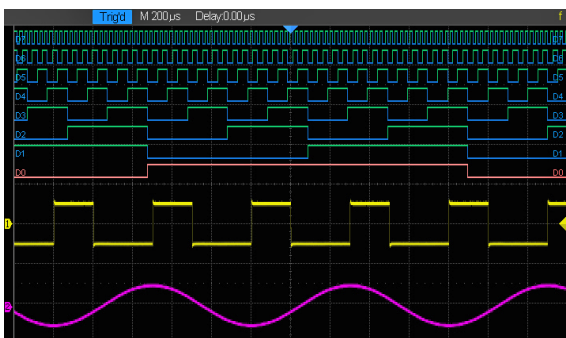 Trig'd M 200µs Delay:0.00µs f
D7 D7
D6 D6
D5 D5
D4 D4
D3 D3
D2 D2
D1 D1
D0 D0
1
2